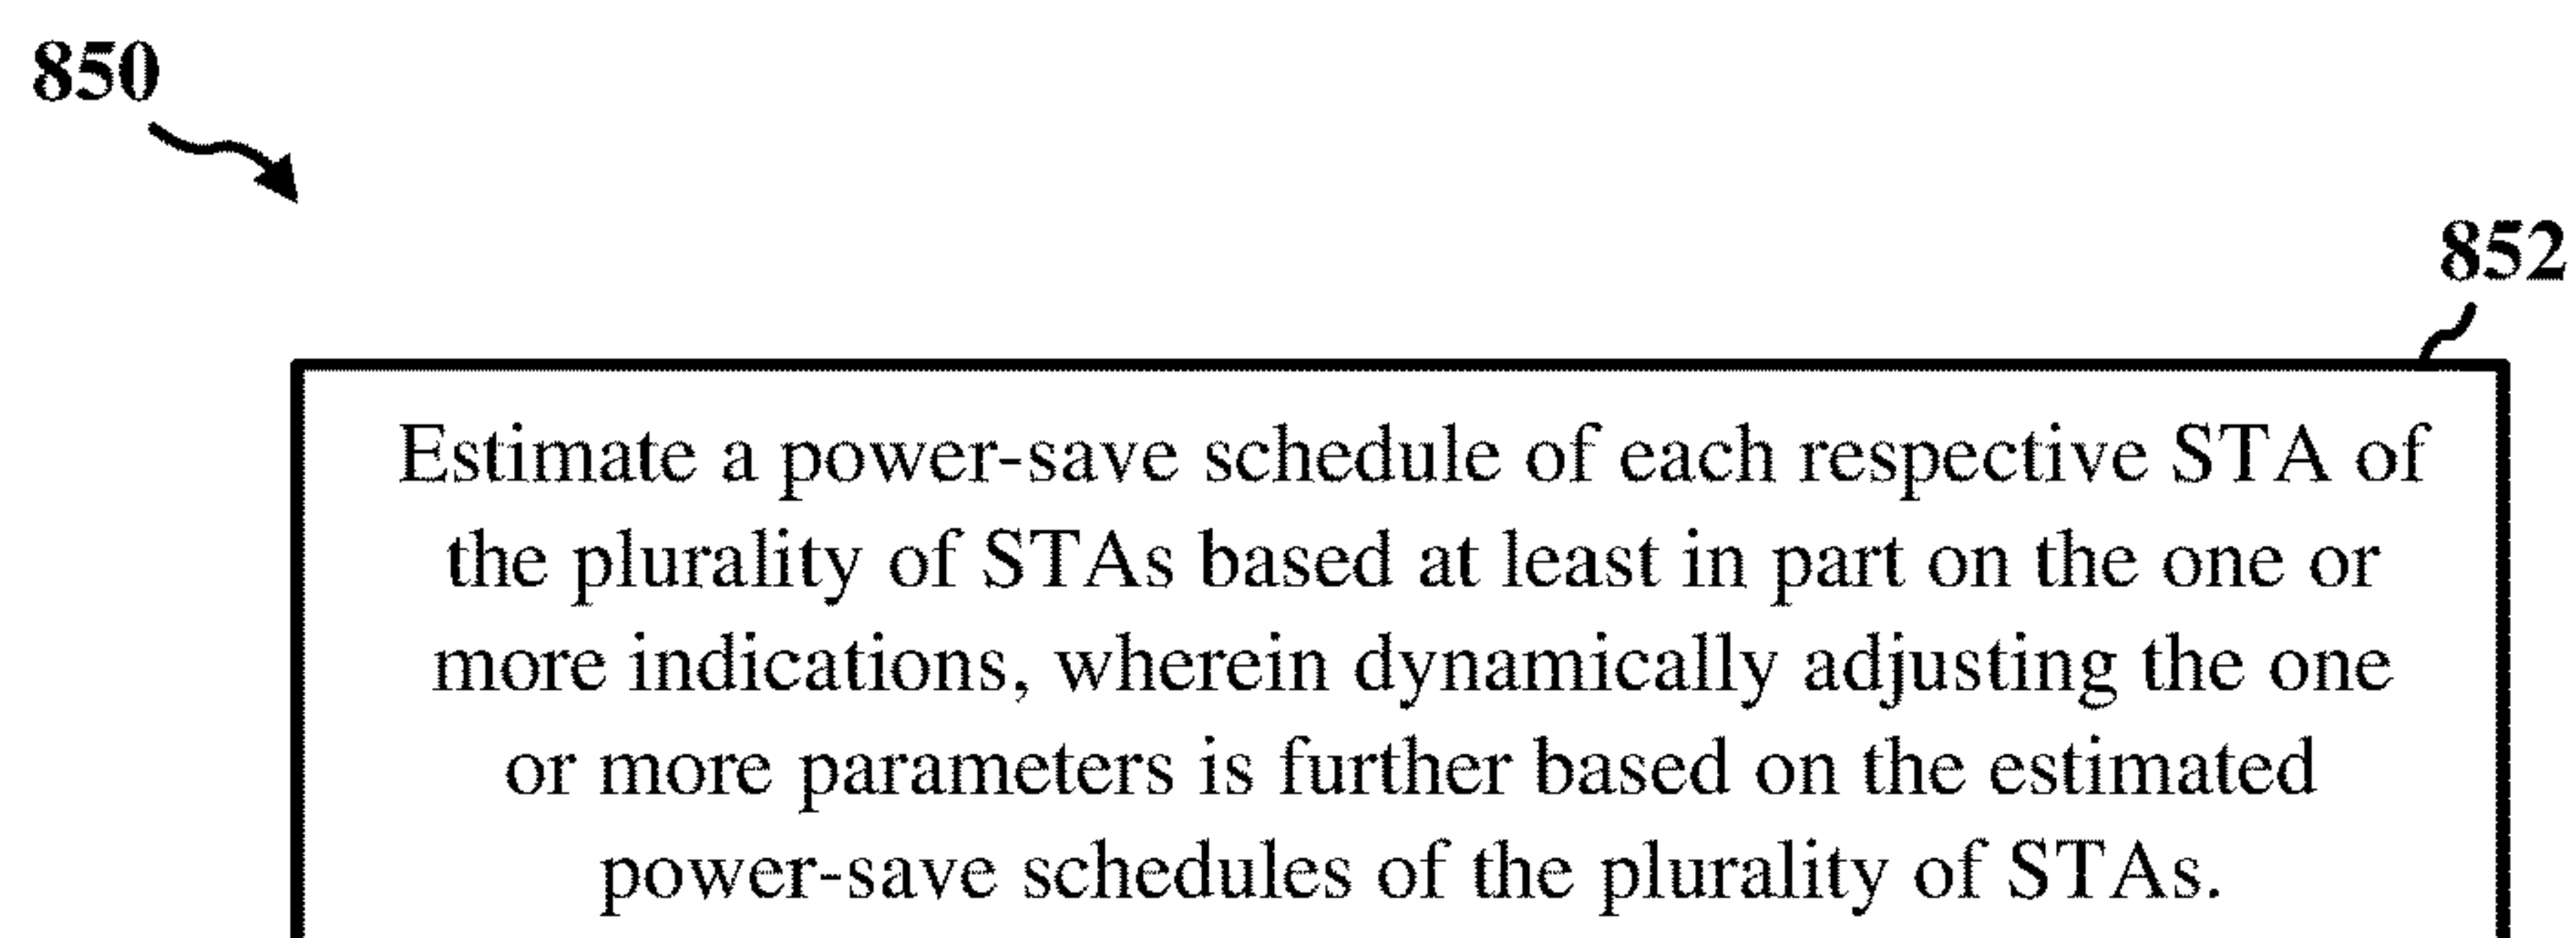 850
852
Estimate a power-save schedule of each respective STA of
the plurality of STAs based at least in part on the one or
more indications, wherein dynamically adjusting the one
or more parameters is further based on the estimated
power-save schedules of the plurality of STAs.